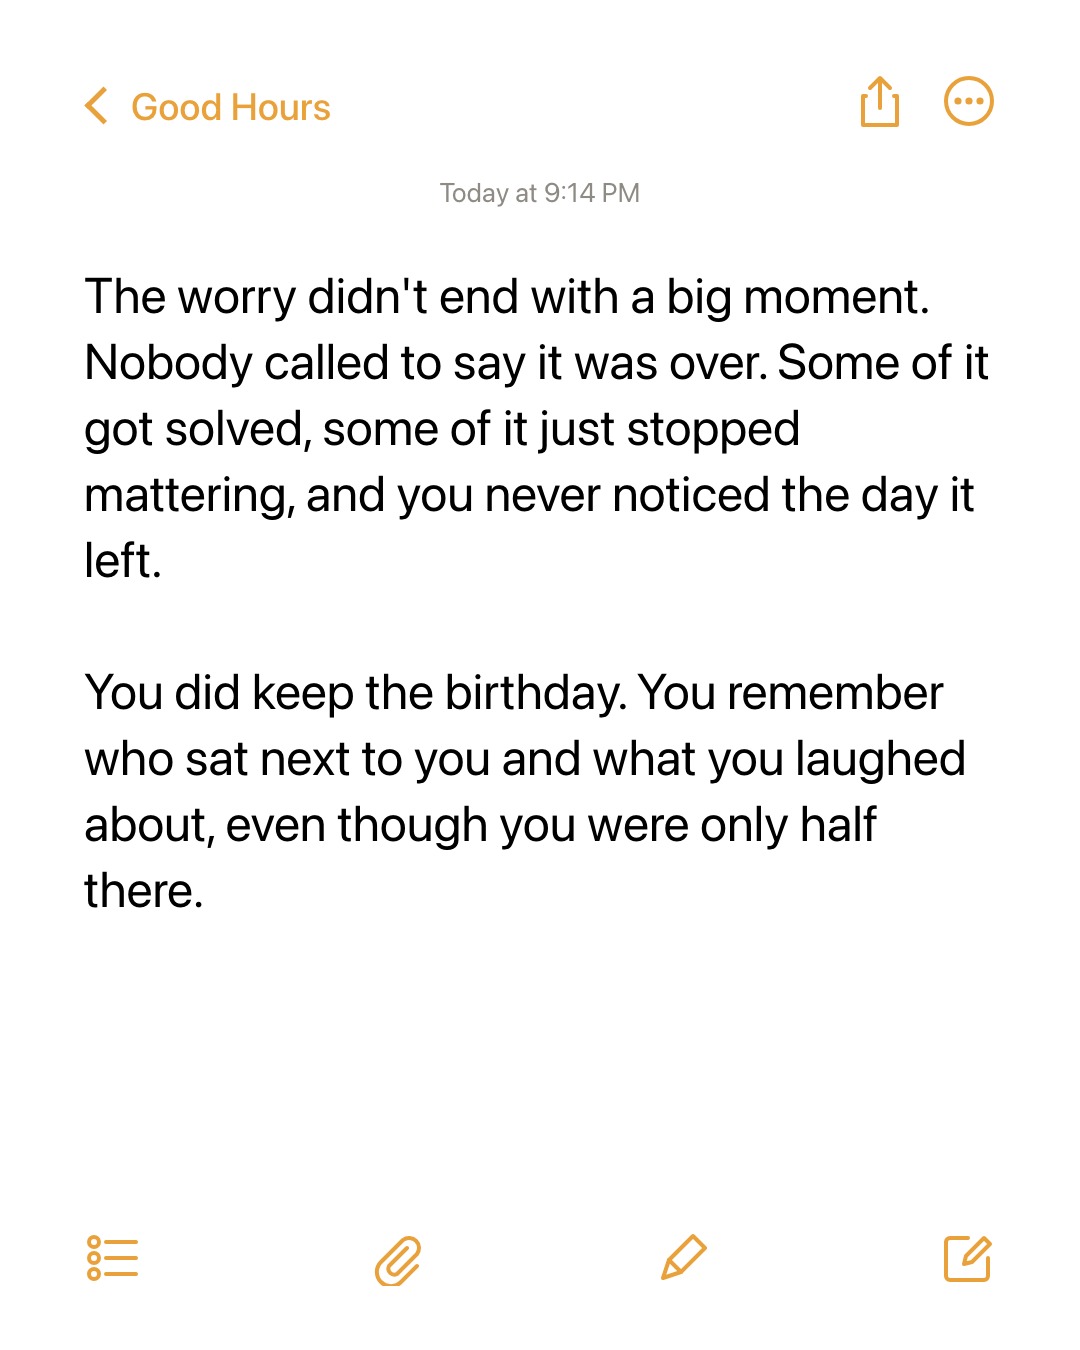 Good Hours
Today at 9:14 PM
The worry didn't end with a big moment.
Nobody called to say it was over. Some of it
got solved, some of it just stopped
mattering, and you never noticed the day it
left.
You did keep the birthday. You remember
who sat next to you and what you laughed
about, even though you were only half
there.